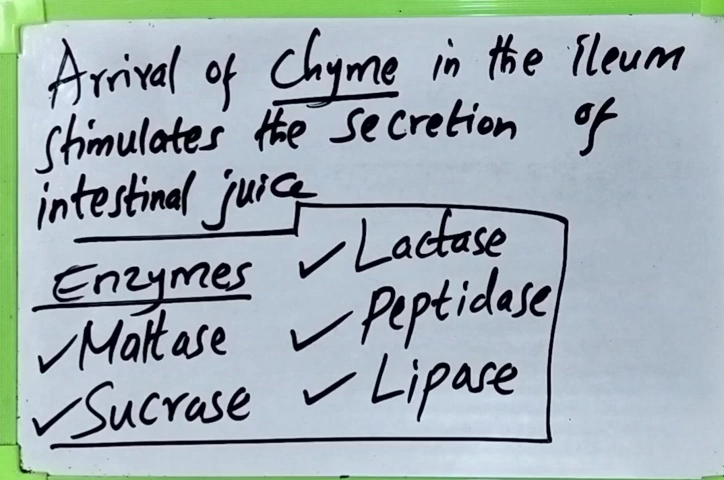 Arrival of Chyme in the ileum
stimulates the secretion of
intestinal juice
Enzymes
✓ Maltase
✓ Sucrase
✓ Lactase
✓ Peptidase
✓ Lipase